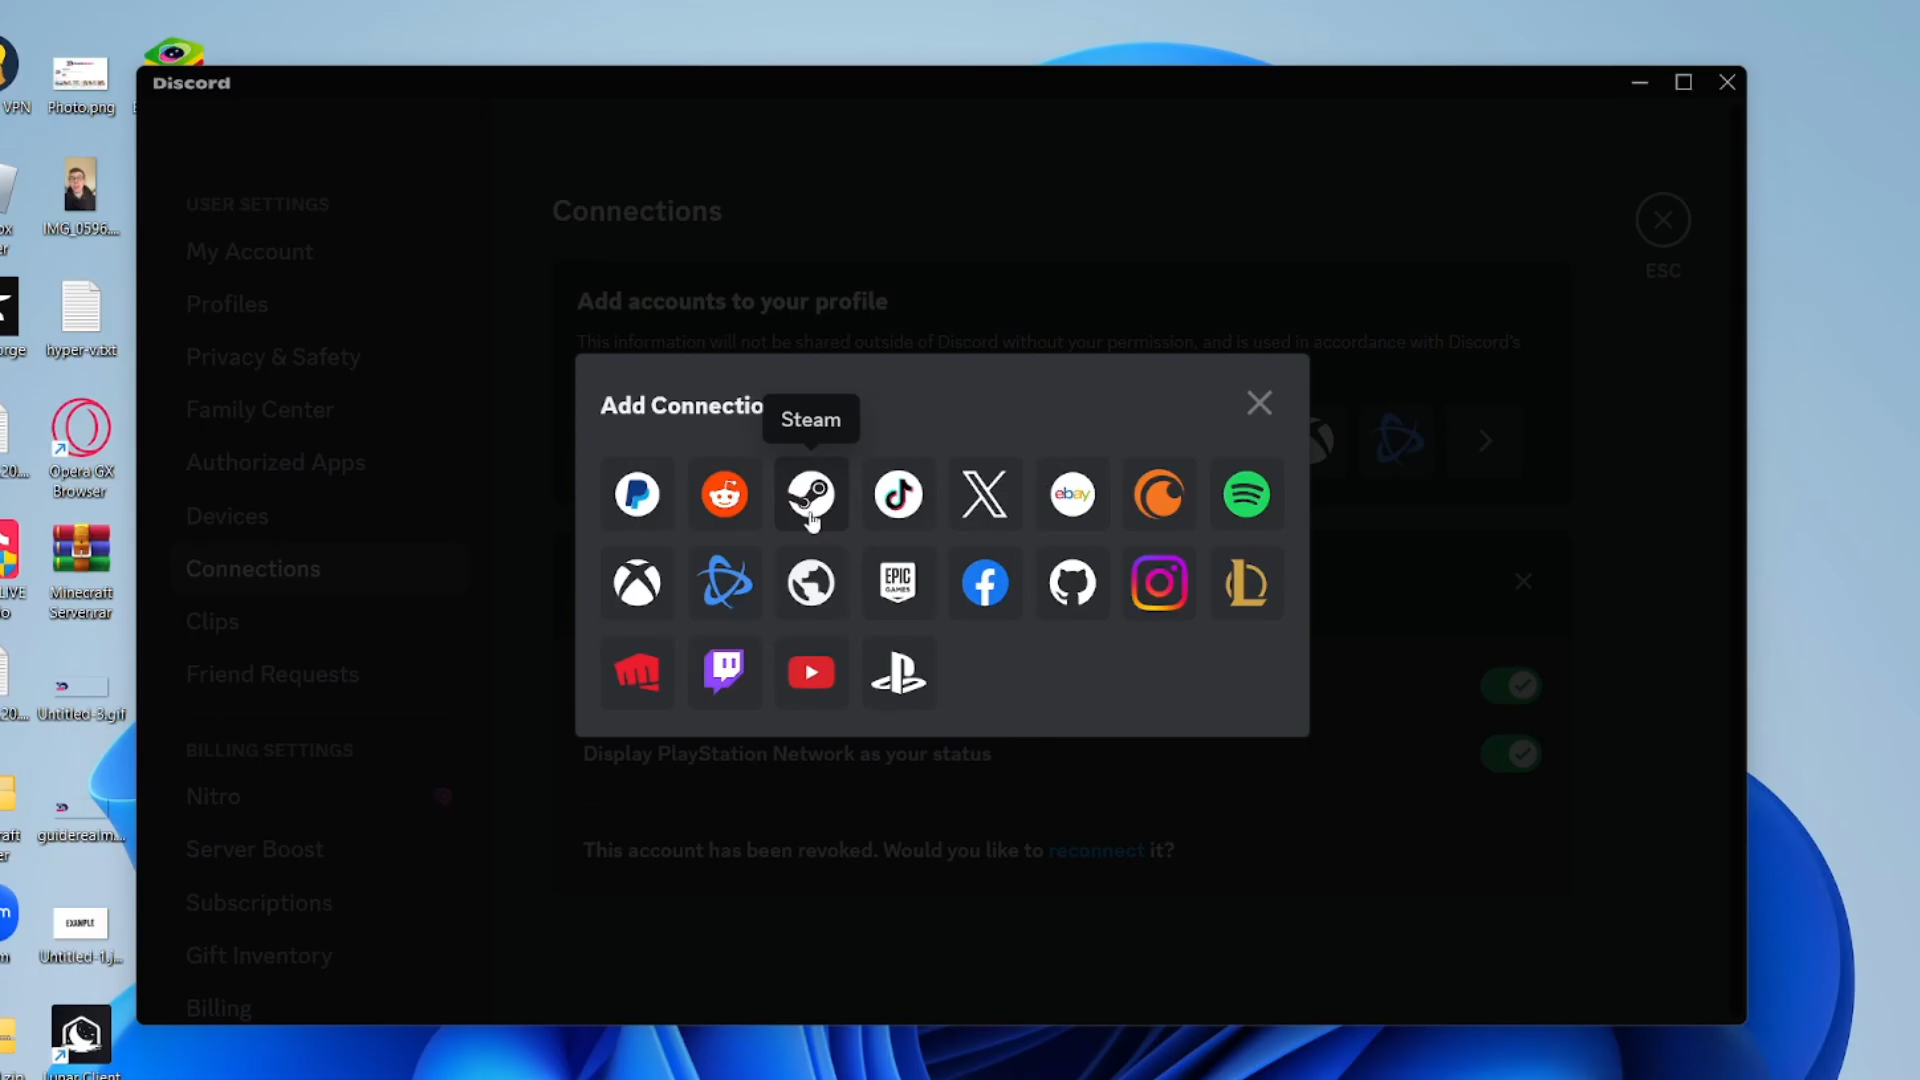 VPN
Photo.png
Discord
IMG_0596....
hyper-v.txt
Opera GX
Browser
Minecraft
Server.rar
Untitled-3.gif
guiderealm....
EXAMPLE
Untitled-1.j...
Lunar Client
USER SETTINGS
My Account
Profiles
Privacy & Safety
Family Center
Authorized Apps
Devices
Connections
Clips
Friend Requests
BILLING SETTINGS
Nitro
Server Boost
Subscriptions
Gift Inventory
Billing
Connections
ESC
Add accounts to your profile
This information will not be shared outside of Discord without your permission, and is used in accordance with Discord's
Add Connectio
Steam
ebay
EPIC
GAMES
Display PlayStation Network as your status
This account has been revoked. Would you like to reconnect it?